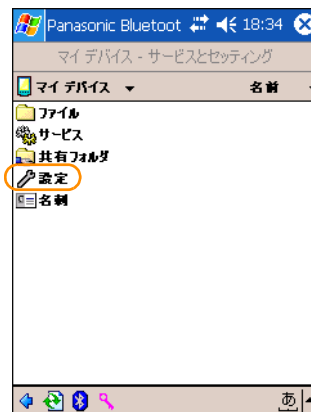 Panasonic Bluetoot 18:34
マイ デバイス - サービスとセッティング
マイ デバイス 名前
ファイル
サービス
共有フォルダ
設定
名刺
あ